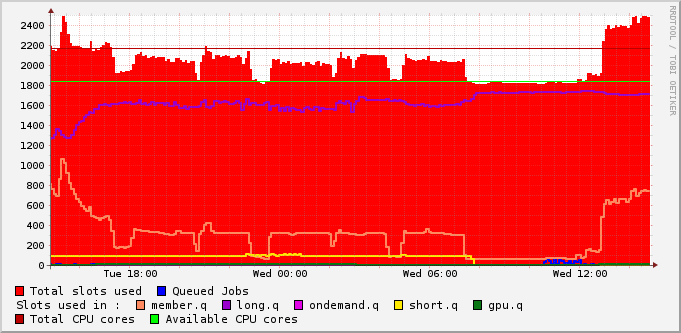 2400
2200
2000
1800
1600
1400
1200
1000
800
600
400
200
0
Tue 18:00 Wed 00:00 Wed 06:00 Wed 12:00
Total slots used Queued Jobs
Slots used in : member.q long.q ondemand.q short.q gpu.q
Total CPU cores Available CPU cores
RRDTOOL / TOBI OETIKER